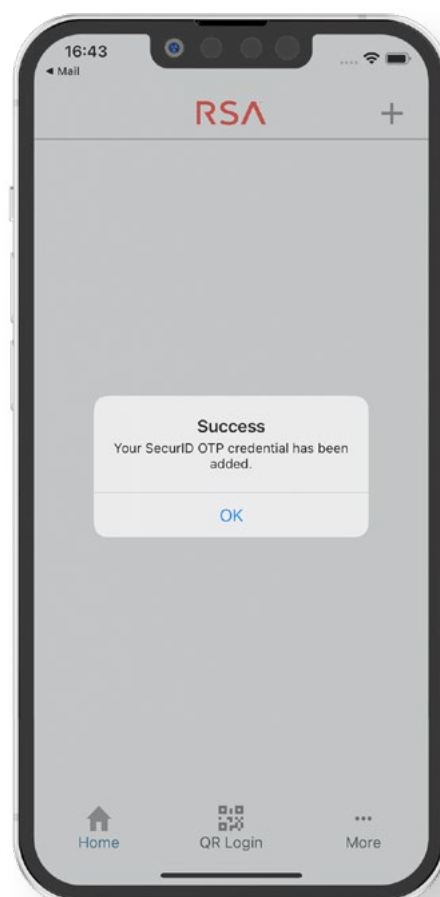 16:43
◀ Mail
RSA
Success
Your SecurID OTP credential has been
added.
OK
Home
QR Login
More